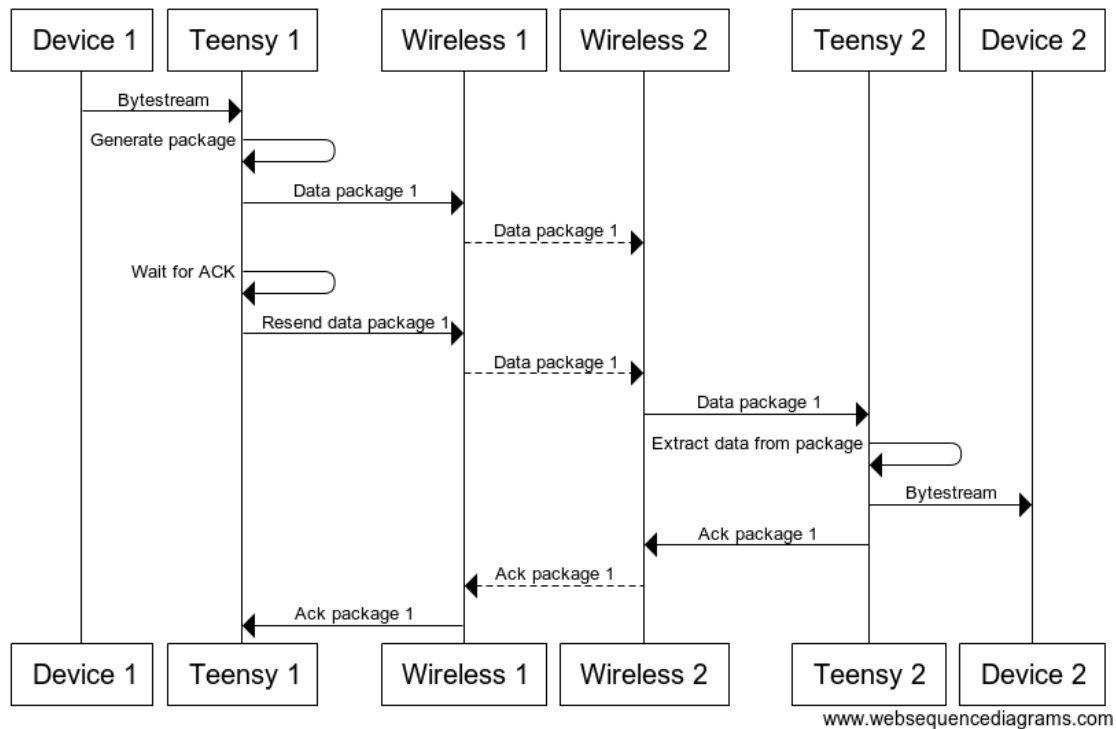 Device 1
Teensy 1
Wireless 1
Wireless 2
Teensy 2
Device 2
Bytestream
Generate package
Data package 1
Data package 1
Wait for ACK
Resend data package 1
Data package 1
Data package 1
Extract data from package
Bytestream
Ack package 1
Ack package 1
Ack package 1
Device 1
Teensy 1
Wireless 1
Wireless 2
Teensy 2
Device 2
www.websequencediagrams.com